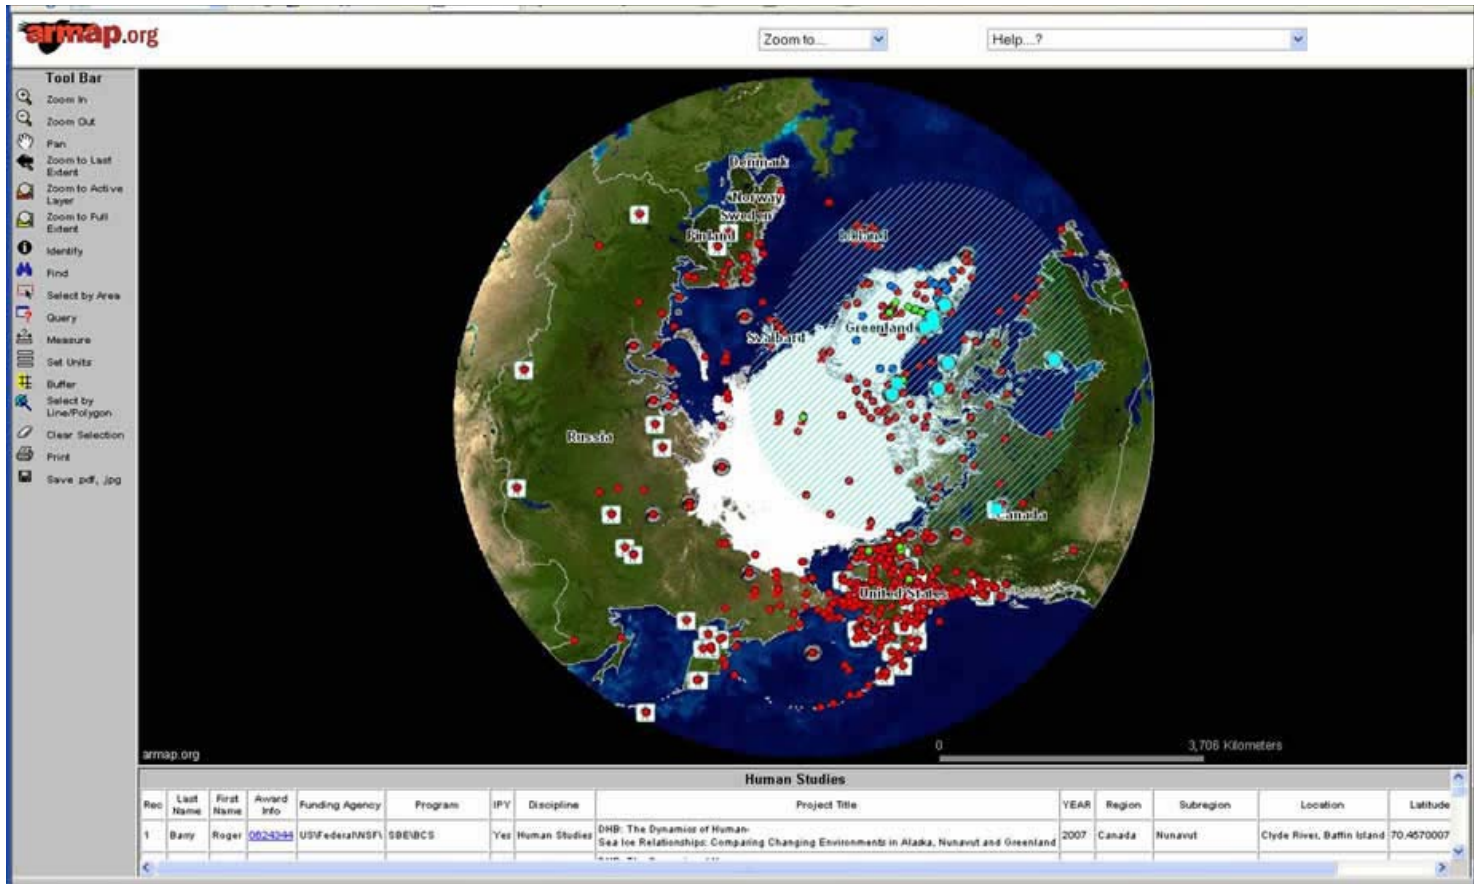 armap.org
Zoom to...
Help...?
Tool Bar
Zoom In
Zoom Out
Pan
Zoom to Last
Extent
Zoom to Active
Layer
Zoom to Full
Extent
Identify
Find
Select by Area
Query
Measure
Set Units
Buffer
Select by
Line/Polygon
Clear Selection
Print
Save pdf, jpg
Denmark
Norway
Sweden
Finland
Iceland
Greenland
Svalbard
Russia
Canada
United States
armap.org
0 3,706 Kilometers
Human Studies
Rec Last Name First Name Award Info Funding Agency Program IPY Discipline Project Title YEAR Region Subregion Location Latitude
1 Barry Roger 0624344 US\Federal\NSF\ SBE\BCS Yes Human Studies DHB: The Dynamics of Human-
Sea Ice Relationships: Comparing Changing Environments in Alaska, Nunavut and Greenland 2007 Canada Nunavut Clyde River, Baffin Island 70.4670007